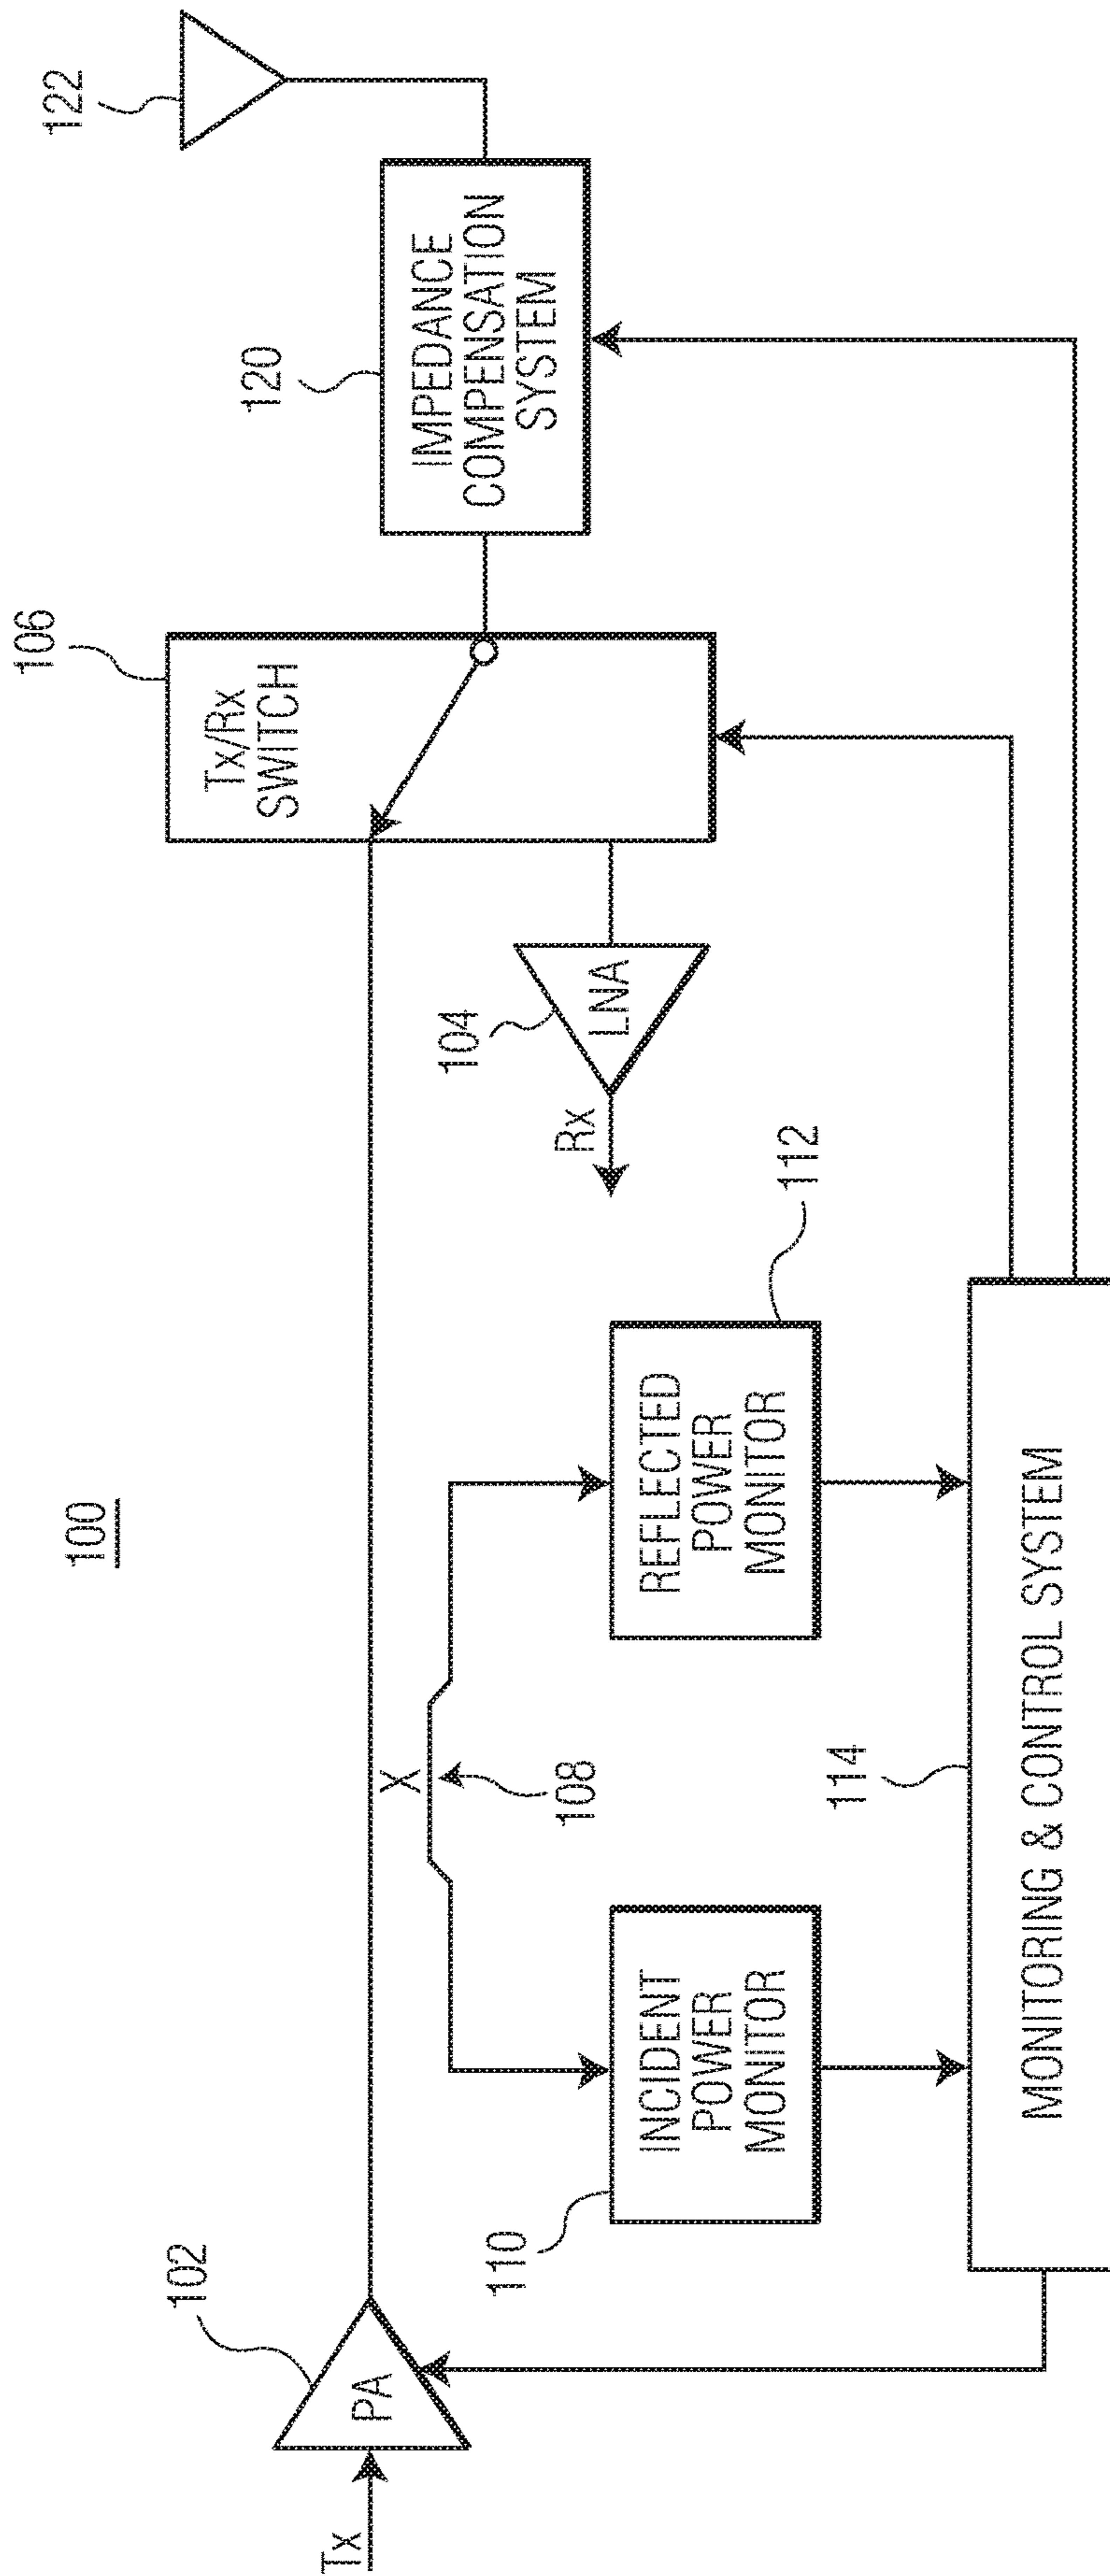 100
122
106
120
Tx/Rx
SWITCH
IMPEDANCE
COMPENSATION
SYSTEM
102
Tx
PA
X
108
104
LNA
Rx
110
INCIDENT
POWER
MONITOR
REFLECTED
POWER
MONITOR
112
114
MONITORING & CONTROL SYSTEM